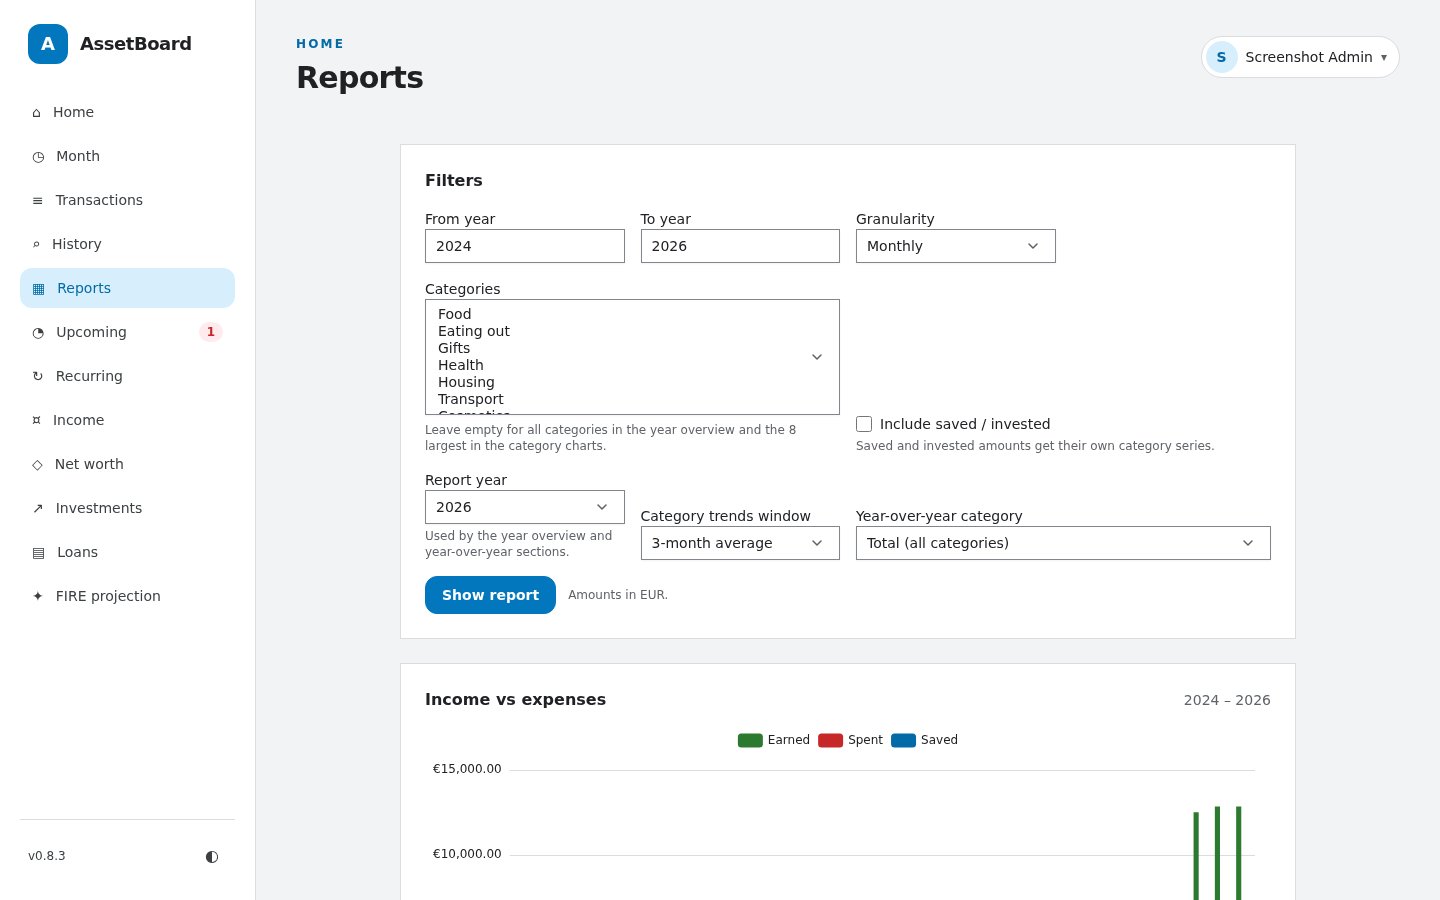 A AssetBoard
Home
Month
Transactions
History
Reports
Upcoming 1
Recurring
Income
Net worth
Investments
Loans
FIRE projection
v0.8.3
HOME
Reports
S Screenshot Admin
Filters
From year
2024
To year
2026
Granularity
Monthly
Categories
Food
Eating out
Gifts
Health
Housing
Transport
Cosmetics
Leave empty for all categories in the year overview and the 8
largest in the category charts.
Include saved / invested
Saved and invested amounts get their own category series.
Report year
2026
Used by the year overview and
year-over-year sections.
Category trends window
3-month average
Year-over-year category
Total (all categories)
Show report
Amounts in EUR.
Income vs expenses
2024 – 2026
Earned Spent Saved
€15,000.00
€10,000.00